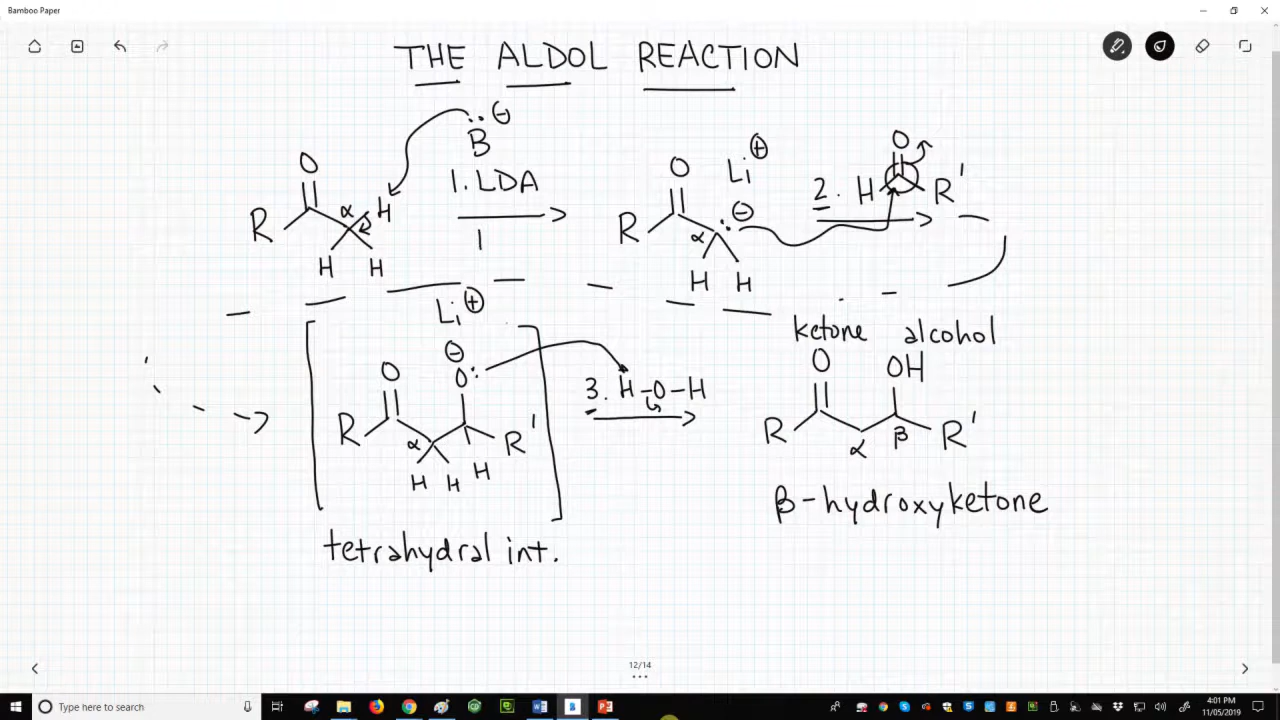 Bamboo Paper
THE ALDOL REACTION
B
1. LDA
1
O
R
α
H
H
H
O
Li
R
α
H
H
2.
O
H
R'
Li
O
O
R
α
H
H
H
R'
tetrahydral int.
3. H-O-H
ketone alcohol
O
OH
R
α
β
R'
β-hydroxyketone
12/14
Type here to search
4:01 PM
11/05/2019